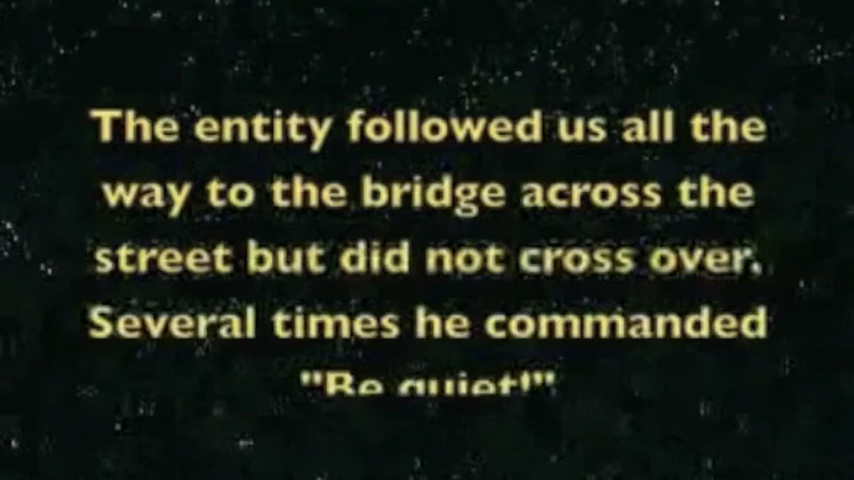 The entity followed us all the
way to the bridge across the
street but did not cross over.
Several times he commanded
"Be quiet!"